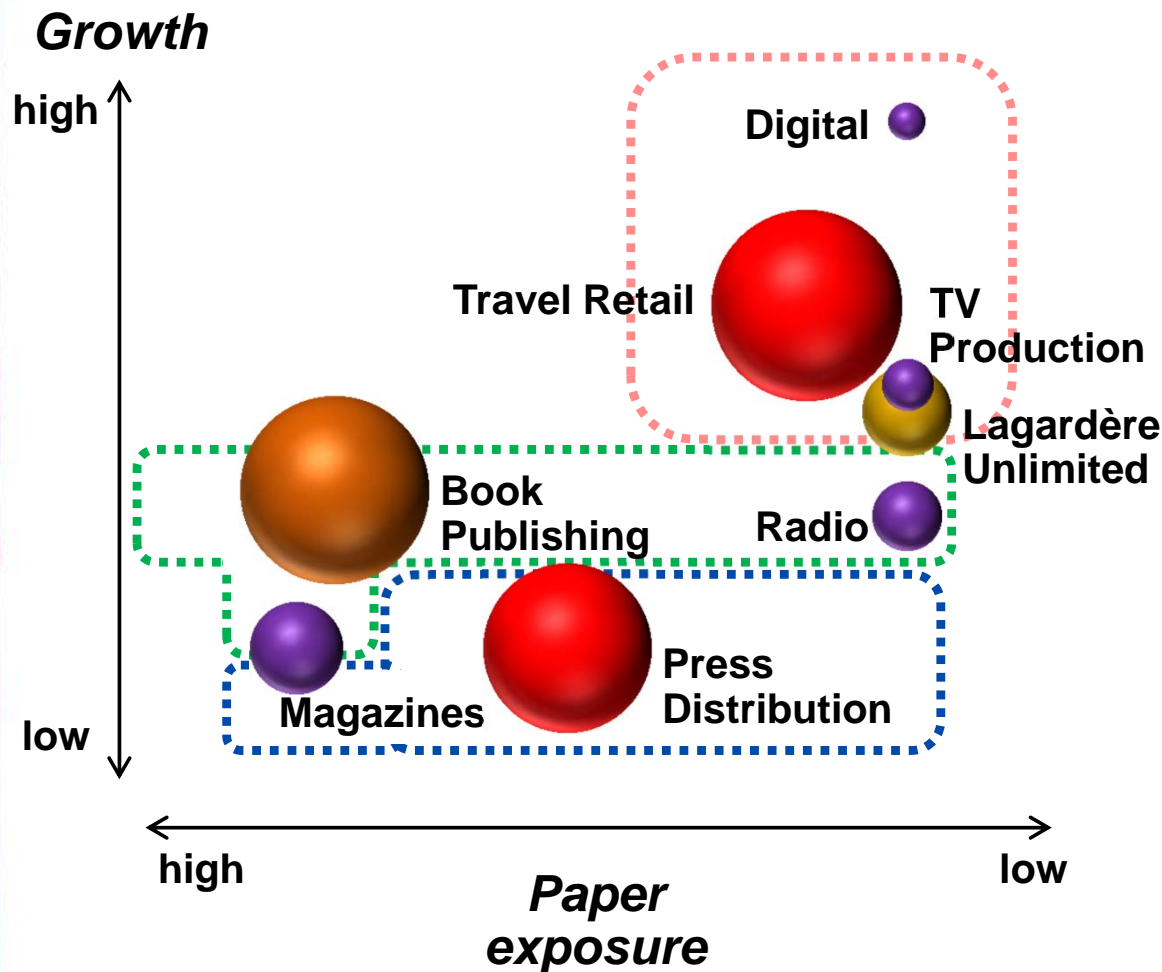 Growth
high
Digital
Travel Retail
TV
Production
Lagardère
Unlimited
Book
Publishing
Radio
Press
Distribution
Magazines
low
high
low
Paper
exposure